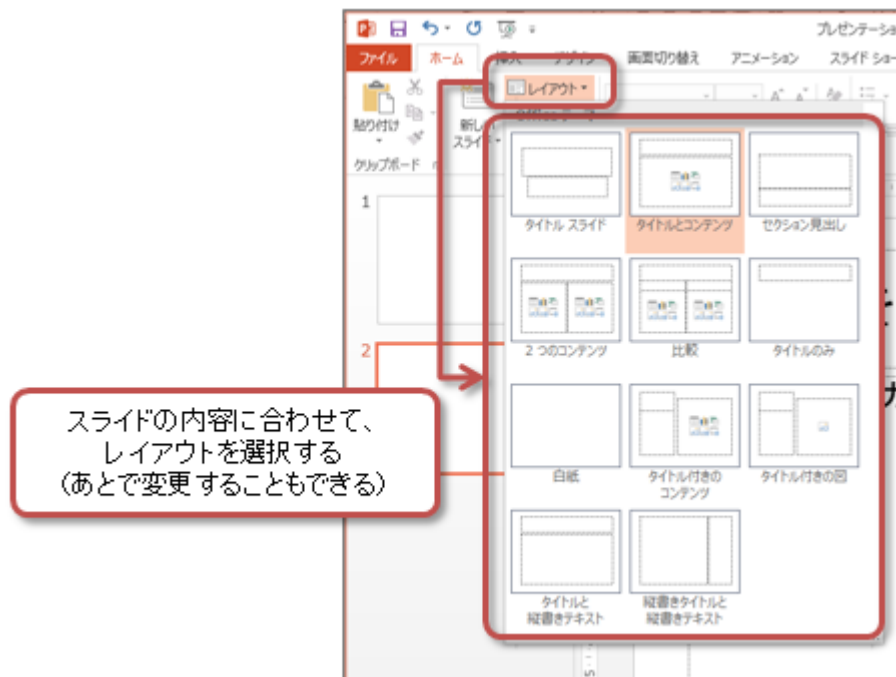 プレゼンテーショ
ファイル ホーム 挿入 デザイン 画面切り替え アニメーション スライド ショー
レイアウト
貼り付け
新しい
スライド
クリップボード
Office テーマ
1
タイトル スライド タイトルとコンテンツ セクション見出し
2
2 つのコンテンツ 比較 タイトルのみ
スライドの内容に合わせて、
レイアウトを選択する
(あとで変更することもできる)
白紙 タイトル付きの タイトル付きの図
コンテンツ
タイトルと 縦書きタイトルと
縦書きテキスト 縦書きテキスト